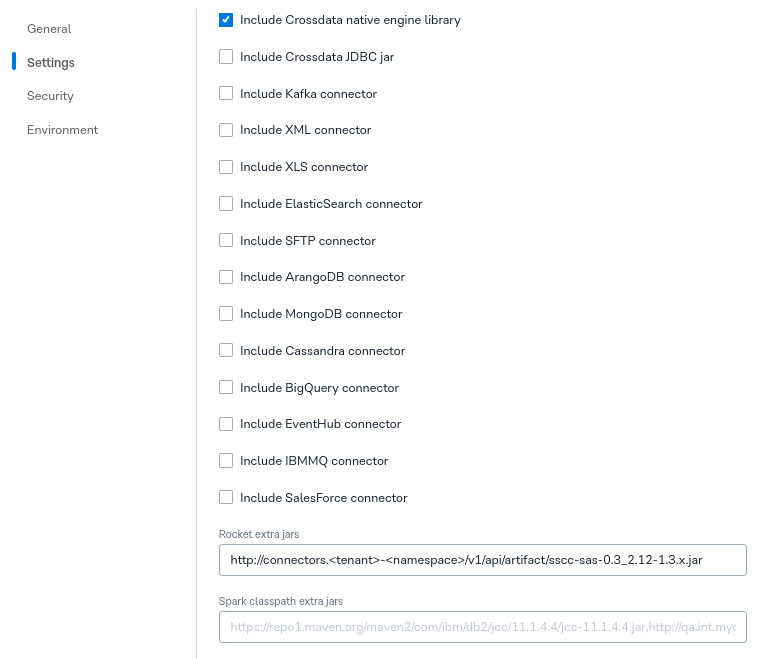 General
Settings
Security
Environment
Include Crossdata native engine library
Include Crossdata JDBC jar
Include Kafka connector
Include XML connector
Include XLS connector
Include ElasticSearch connector
Include SFTP connector
Include ArangoDB connector
Include MongoDB connector
Include Cassandra connector
Include BigQuery connector
Include EventHub connector
Include IBMMQ connector
Include SalesForce connector
Rocket extra jars
http://connectors.<tenant>-<namespace>/v1/api/artifact/sscc-sas-0.3_2.12-1.3.x.jar
Spark classpath extra jars
https://repo1.maven.org/maven2/com/ibm/db2/jcc/11.1.4.4/jcc-11.1.4.4.jar,http://qa.int.myc